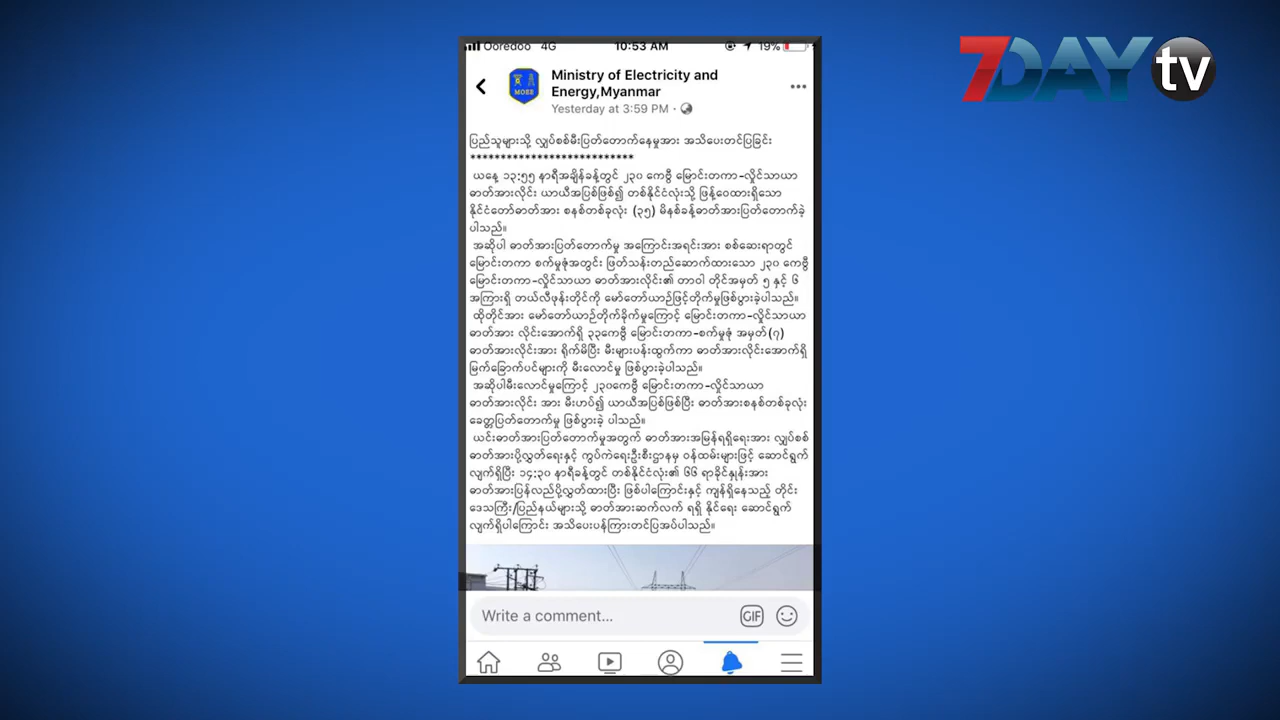 7DAY tv
Ooredoo 4G 10:53 AM 19%
Ministry of Electricity and
Energy,Myanmar
MOEE
Yesterday at 3:59 PM
ပြည်သူများသို့ လျှပ်စစ်မီးပြတ်တောက်နေမှုအား အသိပေးတင်ပြခြင်း
***************************
ယနေ့ ၁၃:၅၅ နာရီအချိန်ခန့်တွင် ၂၃၀ ကေဗွီ မြောင်းတကာ-လှိုင်သာယာ
ဓာတ်အားလိုင်း ယာယီအပြစ်ဖြစ်၍ တစ်နိုင်ငံလုံးသို့ ဖြန့်ဝေထားရှိသော
နိုင်ငံတော်ဓာတ်အား စနစ်တစ်ခုလုံး (၃၅) မိနစ်ခန့်ဓာတ်အားပြတ်တောက်ခဲ့
ပါသည်။
အဆိုပါ ဓာတ်အားပြတ်တောက်မှု အကြောင်းအရင်းအား စစ်ဆေးရာတွင်
မြောင်းတကာ စက်မှုဇုံအတွင်း ဖြတ်သန်းတည်ဆောက်ထားသော ၂၃၀ ကေဗွီ
မြောင်းတကာ-လှိုင်သာယာ ဓာတ်အားလိုင်း၏ တာဝါ တိုင်အမှတ် ၅ နှင့် ၆
အကြားရှိ တယ်လီဖုန်းတိုင်ကို မော်တော်ယာဉ်ဖြင့်တိုက်မှုဖြစ်ပွားခဲ့ပါသည်။
ထိုတိုင်အား မော်တော်ယာဉ်တိုက်ခိုက်မှုကြောင့် မြောင်းတကာ-လှိုင်သာယာ
ဓာတ်အား လိုင်းအောက်ရှိ ၃၃ကေဗွီ မြောင်းတကာ-စက်မှုဇုံ အမှတ်(၇)
ဓာတ်အားလိုင်းအား ရိုက်မိပြီး မီးများပန်းထွက်ကာ ဓာတ်အားလိုင်းအောက်ရှိ
မြက်ခြောက်ပင်များကို မီးလောင်မှု ဖြစ်ပွားခဲ့ပါသည်။
အဆိုပါမီးလောင်မှုကြောင့် ၂၃၀ကေဗွီ မြောင်းတကာ-လှိုင်သာယာ
ဓာတ်အားလိုင်း အား မီးဟပ်၍ ယာယီအပြစ်ဖြစ်ပြီး ဓာတ်အားစနစ်တစ်ခုလုံး
ခေတ္တပြတ်တောက်မှု ဖြစ်ပွားခဲ့ ပါသည်။
ယင်းဓာတ်အားပြတ်တောက်မှုအတွက် ဓာတ်အားအမြန်ရရှိရေးအား လျှပ်စစ်
ဓာတ်အားပို့လွှတ်ရေးနှင့် ကွပ်ကဲရေးဦးစီးဌာနမှ ဝန်ထမ်းများဖြင့် ဆောင်ရွက်
လျက်ရှိပြီး ၁၄:၃၀ နာရီခန့်တွင် တစ်နိုင်ငံလုံး၏ ၆၆ ရာခိုင်နှုန်းအား
ဓာတ်အားပြန်လည်ပို့လွှတ်ထားပြီး ဖြစ်ပါကြောင်းနှင့် ကျန်ရှိနေသည့် တိုင်း
ဒေသကြီး/ပြည်နယ်များသို့ ဓာတ်အားဆက်လက် ရရှိ နိုင်ရေး ဆောင်ရွက်
လျက်ရှိပါကြောင်း အသိပေးပန်ကြားတင်ပြအပ်ပါသည်။
Write a comment...
GIF